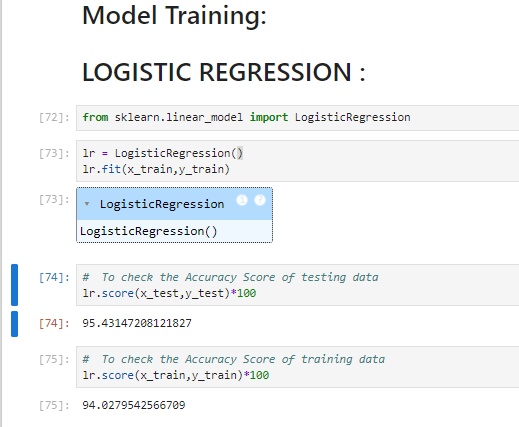 Model Training:
LOGISTIC REGRESSION :
[72]: from sklearn.linear_model import LogisticRegression
[73]: lr = LogisticRegression()
lr.fit(x_train,y_train)
[73]: ▾ LogisticRegression i ?
LogisticRegression()
[74]: # To check the Accuracy Score of testing data
lr.score(x_test,y_test)*100
[74]: 95.43147208121827
[75]: # To check the Accuracy Score of training data
lr.score(x_train,y_train)*100
[75]: 94.0279542566709